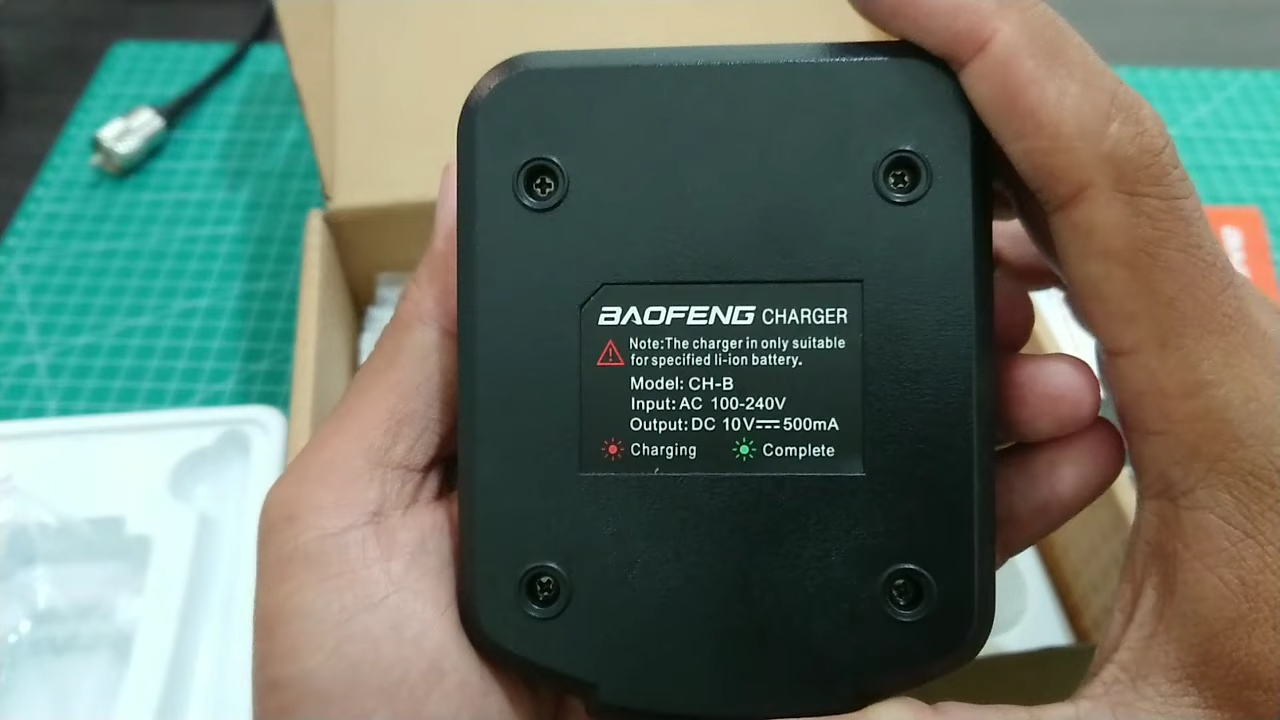 BAOFENG CHARGER
Note:The charger in only suitable
for specified li-ion battery.
Model: CH-B
Input: AC 100-240V
Output: DC 10V⎓500mA
Charging Complete